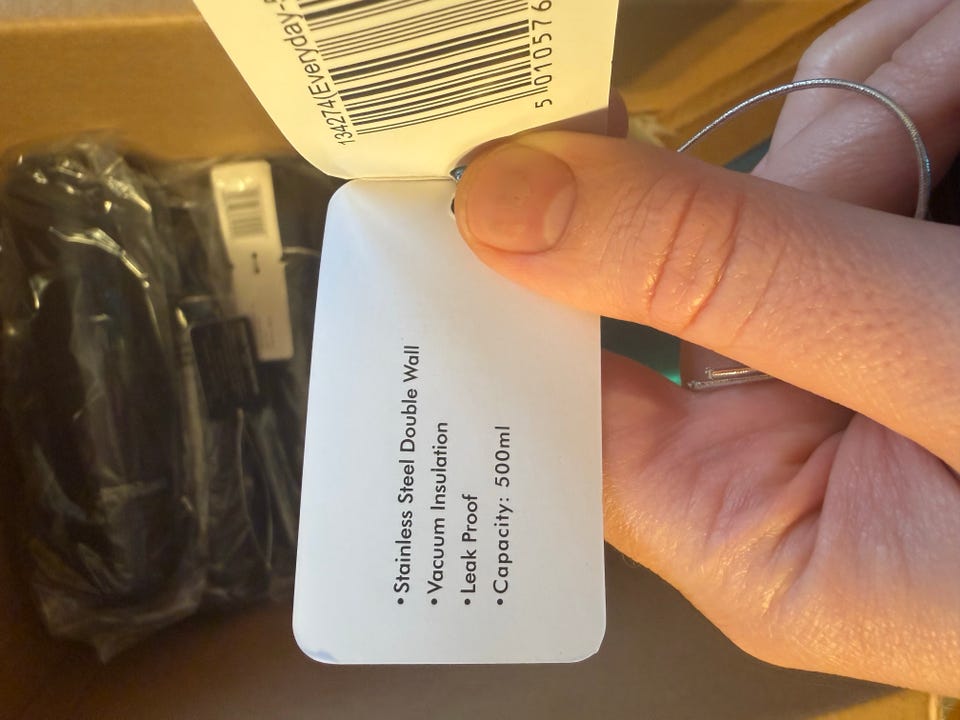 134274/Everyday-
5 010576
• Stainless Steel Double Wall
• Vacuum Insulation
• Leak Proof
• Capacity: 500ml